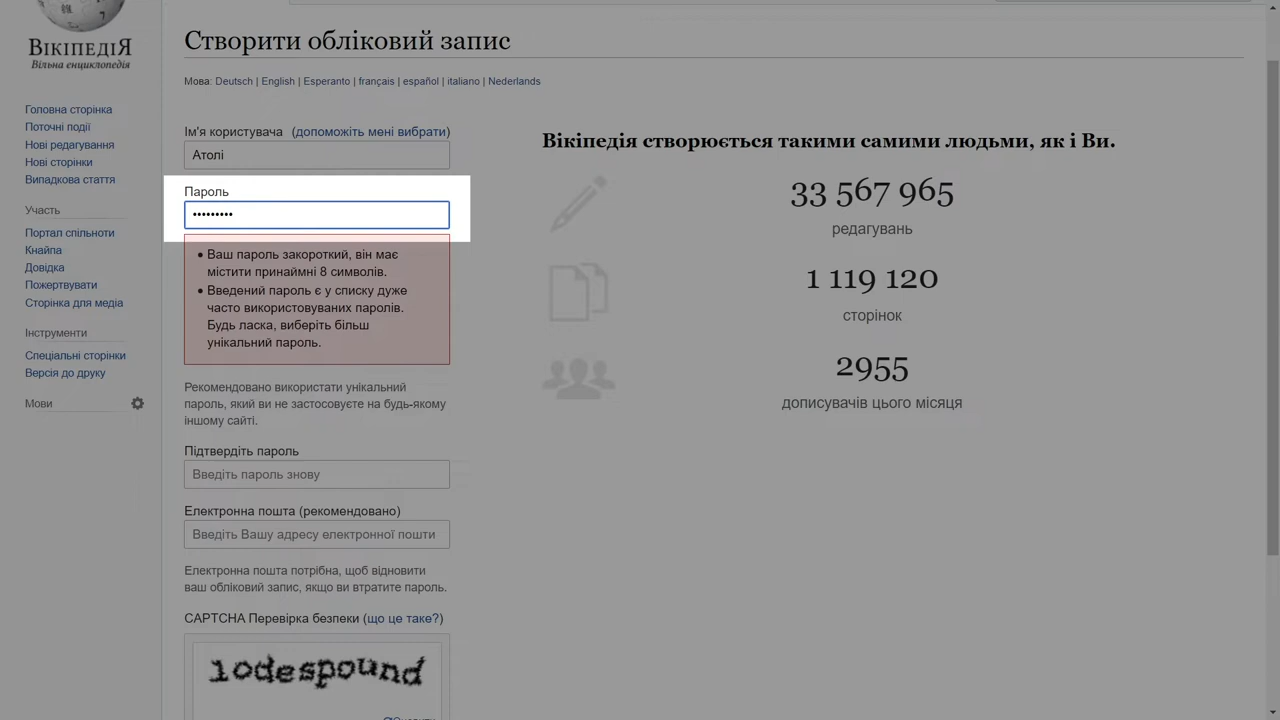 ВікіпедіЯ
Вільна енциклопедія
Головна сторінка
Поточні події
Нові редагування
Нові сторінки
Випадкова стаття
Участь
Портал спільноти
Кнайпа
Довідка
Пожертвувати
Сторінка для медіа
Інструменти
Спеціальні сторінки
Версія до друку
Мови
Створити обліковий запис
Мова: Deutsch | English | Esperanto | français | español | italiano | Nederlands
Ім'я користувача (допоможіть мені вибрати)
Атолі
Пароль
•••••••••
• Ваш пароль закороткий, він має
містити принаймні 8 символів.
• Введений пароль є у списку дуже
часто використовуваних паролів.
Будь ласка, виберіть більш
унікальний пароль.
Рекомендовано використати унікальний
пароль, який ви не застосовуєте на будь-якому
іншому сайті.
Підтвердіть пароль
Введіть пароль знову
Електронна пошта (рекомендовано)
Введіть Вашу адресу електронної пошти
Електронна пошта потрібна, щоб відновити
ваш обліковий запис, якщо ви втратите пароль.
CAPTCHA Перевірка безпеки (що це таке?)
lodespound
Вікіпедія створюється такими самими людьми, як і Ви.
33 567 965
редагувань
1 119 120
сторінок
2955
дописувачів цього місяця